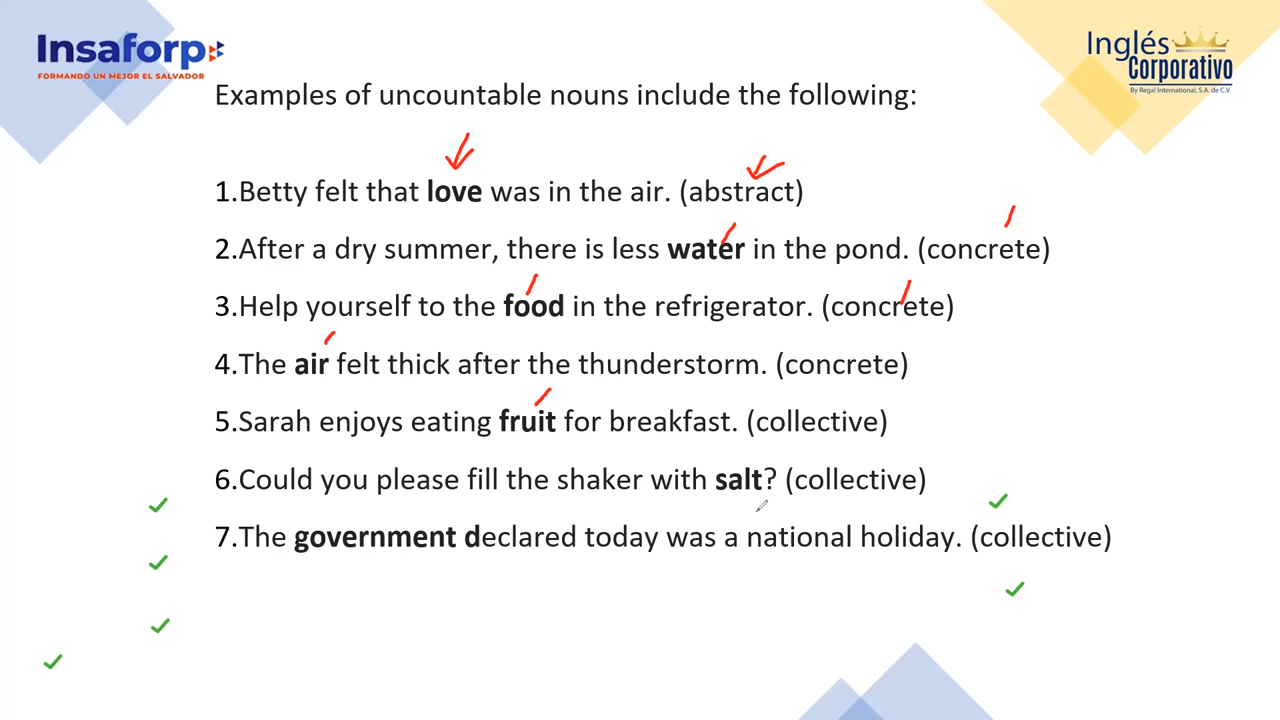 Insaforp
FORMANDO UN MEJOR EL SALVADOR
Inglés
Corporativo
By Regal International, S.A. de C.V.
Examples of uncountable nouns include the following:
1.Betty felt that love was in the air. (abstract)
2.After a dry summer, there is less water in the pond. (concrete)
3.Help yourself to the food in the refrigerator. (concrete)
4.The air felt thick after the thunderstorm. (concrete)
5.Sarah enjoys eating fruit for breakfast. (collective)
6.Could you please fill the shaker with salt? (collective)
7.The government declared today was a national holiday. (collective)